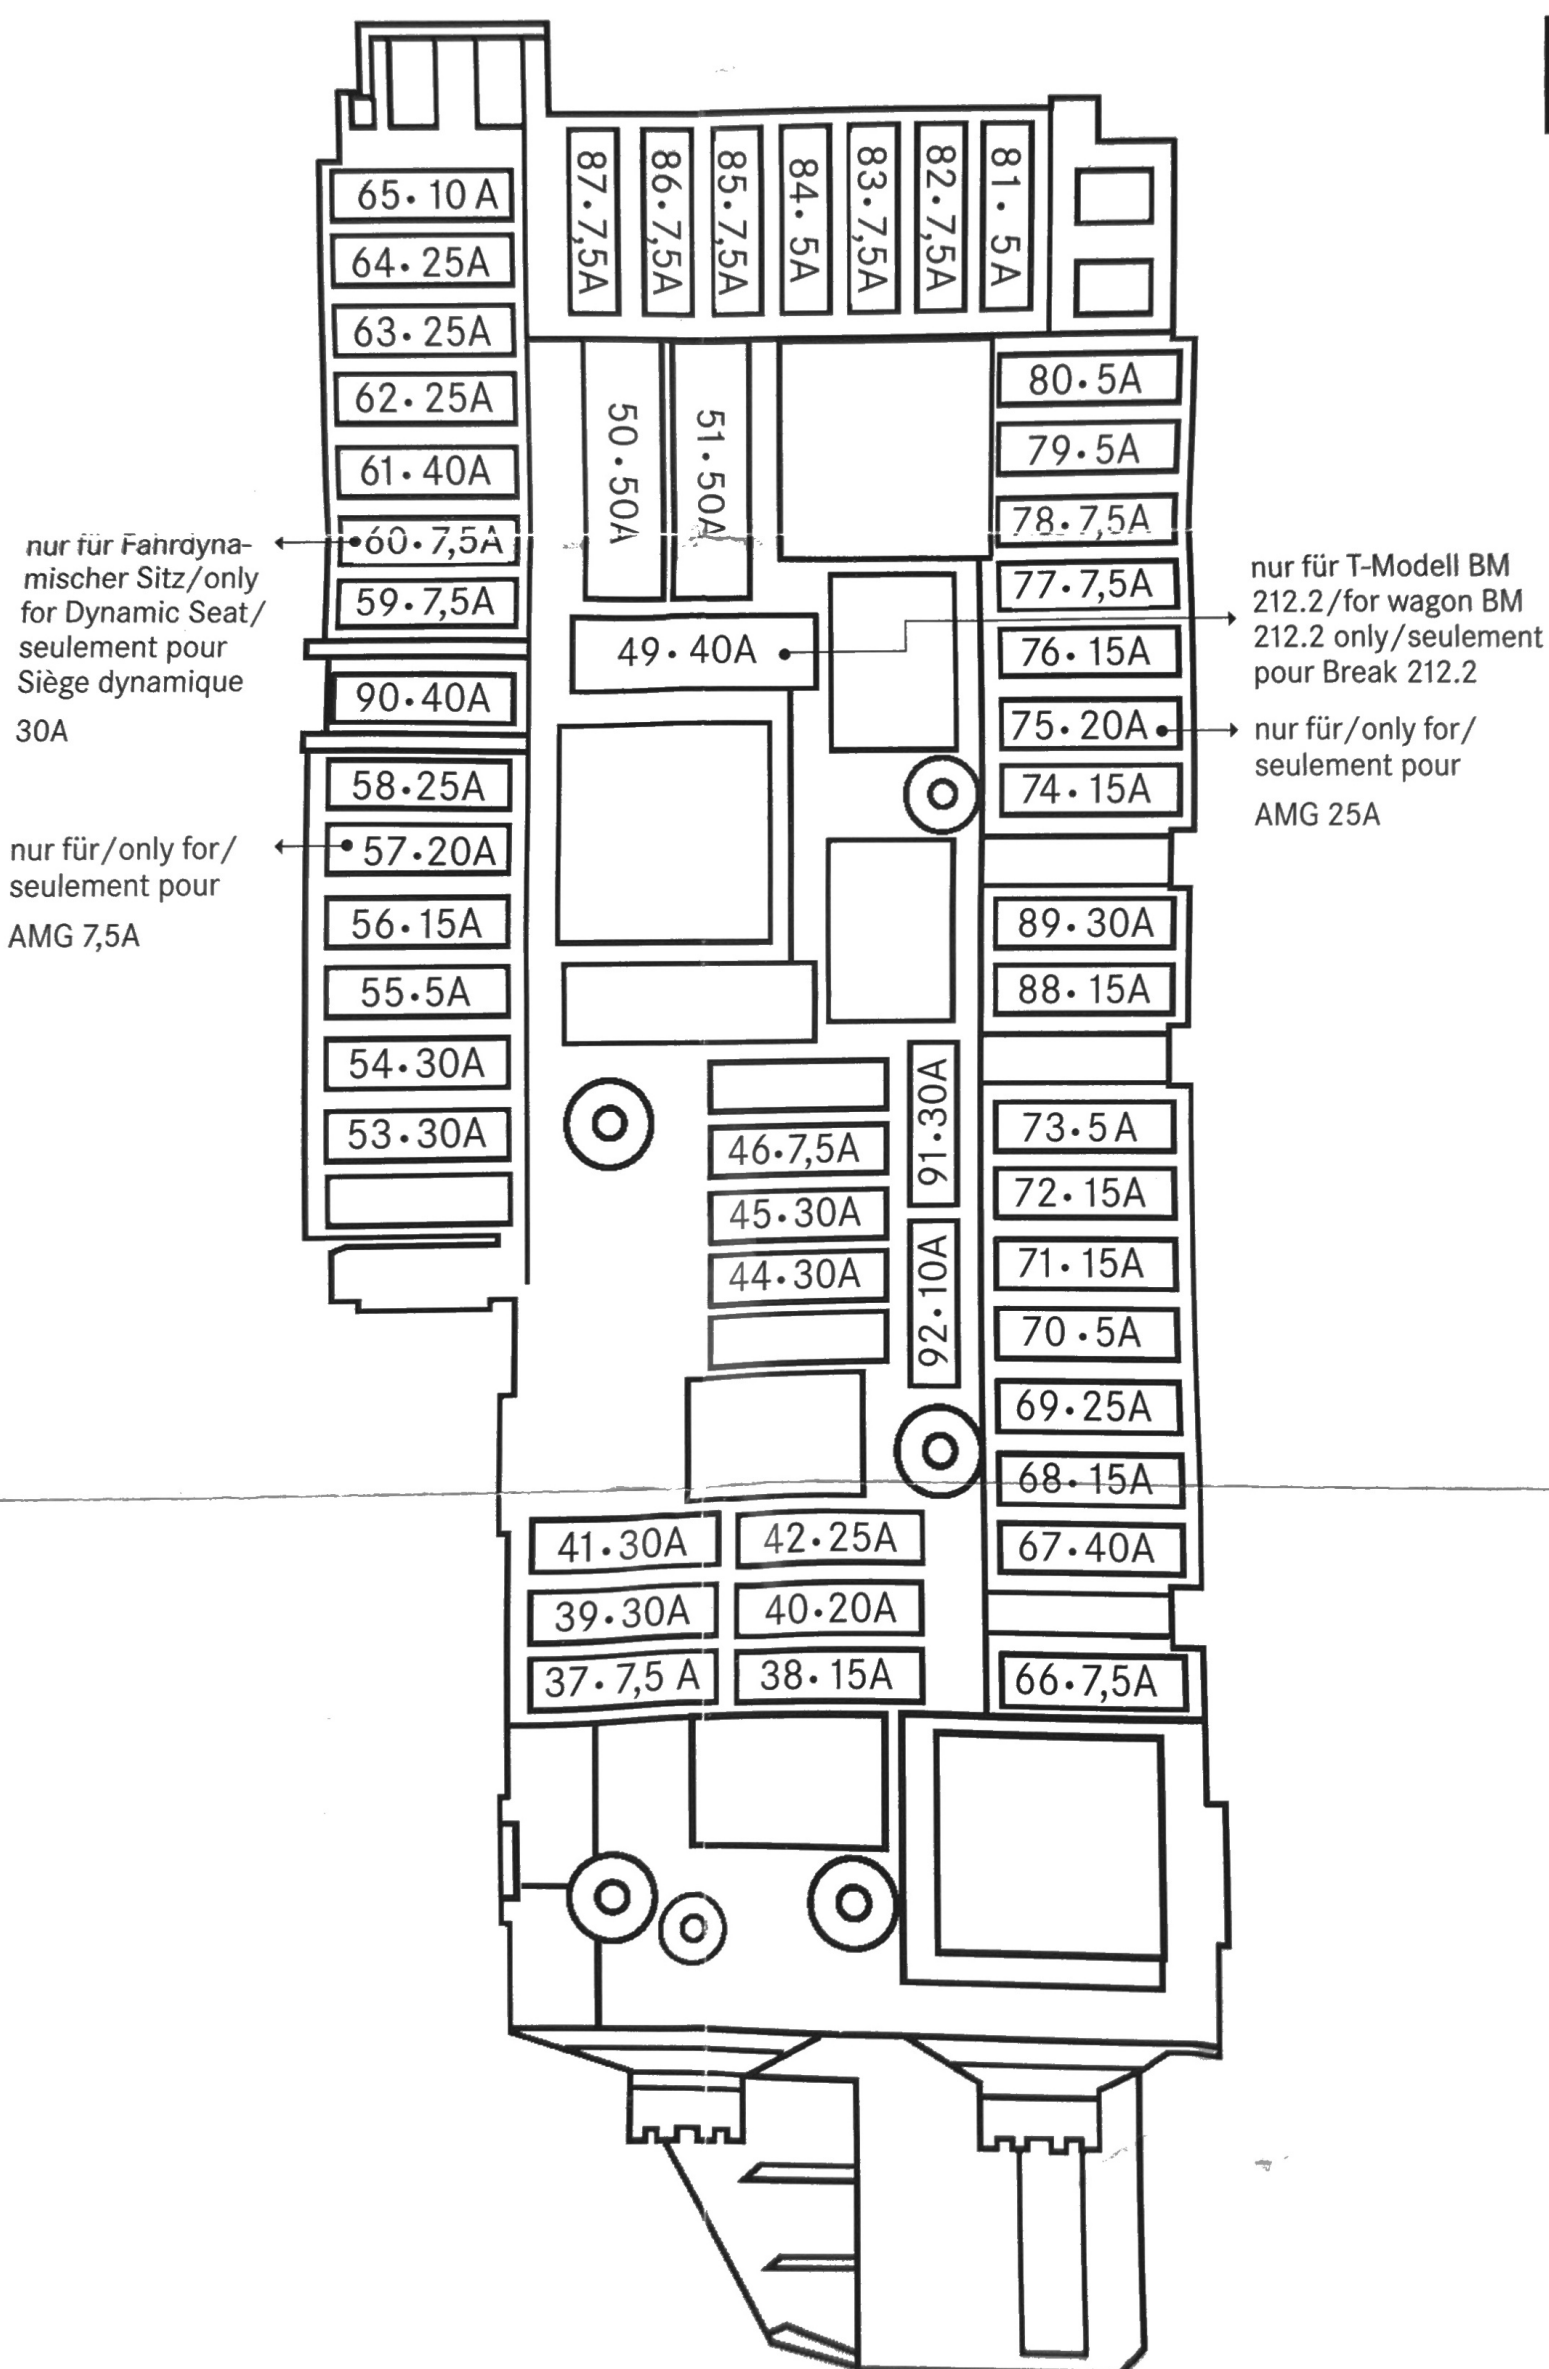 87·7,5A
86·7,5A
85·7,5A
84·5A
83·7,5A
82·7,5A
81·5A
65·10A
64·25A
63·25A
62·25A
61·40A
60·7,5A
59·7,5A
90·40A
58·25A
57·20A
56·15A
55·5A
54·30A
53·30A
nur für Fahrdyna-
mischer Sitz/only
for Dynamic Seat/
seulement pour
Siège dynamique
30A
nur für/only for/
seulement pour
AMG 7,5A
50·50A
51·50A
49·40A
46·7,5A
45·30A
44·30A
91·30A
92·10A
41·30A
42·25A
39·30A
40·20A
37·7,5 A
38·15A
80·5A
79·5A
78·7,5A
77·7,5A
76·15A
75·20A
74·15A
89·30A
88·15A
73·5A
72·15A
71·15A
70·5A
69·25A
68·15A
67·40A
66·7,5A
nur für T-Modell BM
212.2/for wagon BM
212.2 only/seulement
pour Break 212.2
nur für/only for/
seulement pour
AMG 25A